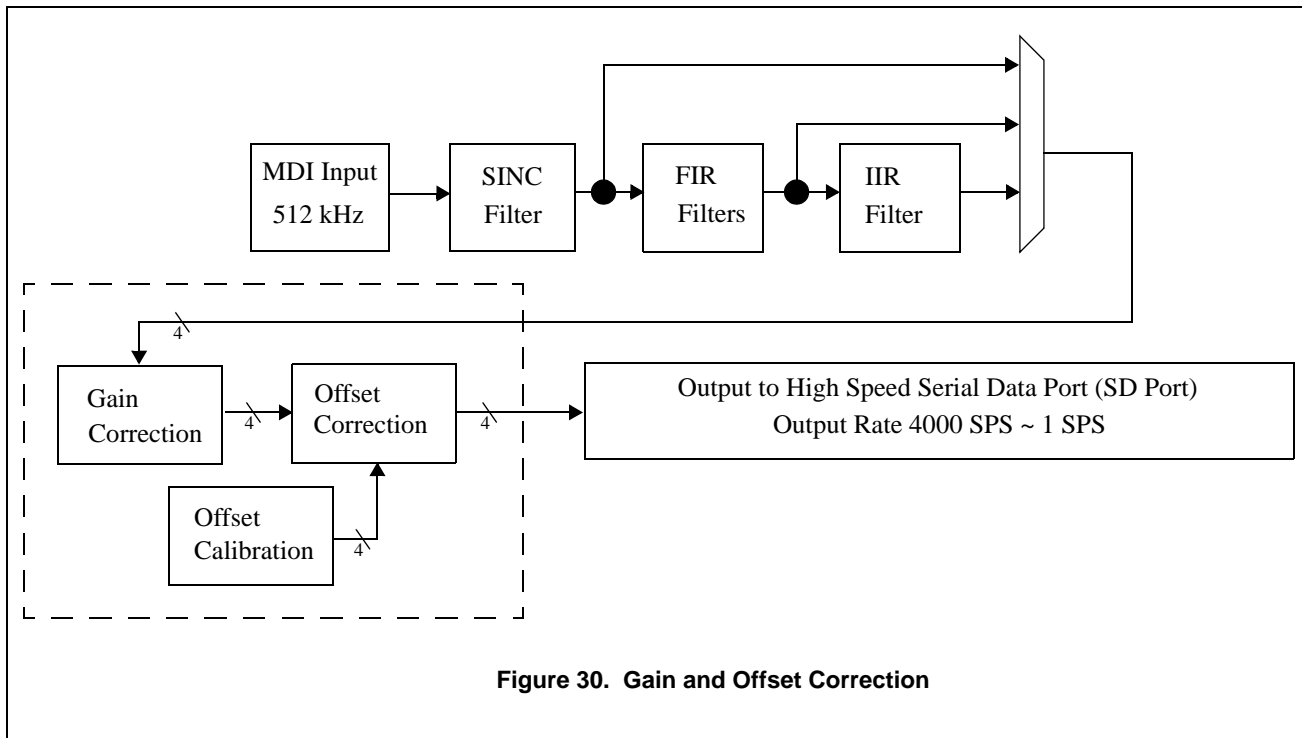 MDI Input
512 kHz
SINC
Filter
FIR
Filters
IIR
Filter
4
Gain
Correction
4
Offset
Correction
4
Output to High Speed Serial Data Port (SD Port)
Output Rate 4000 SPS ~ 1 SPS
Offset
Calibration
4
Figure 30. Gain and Offset Correction